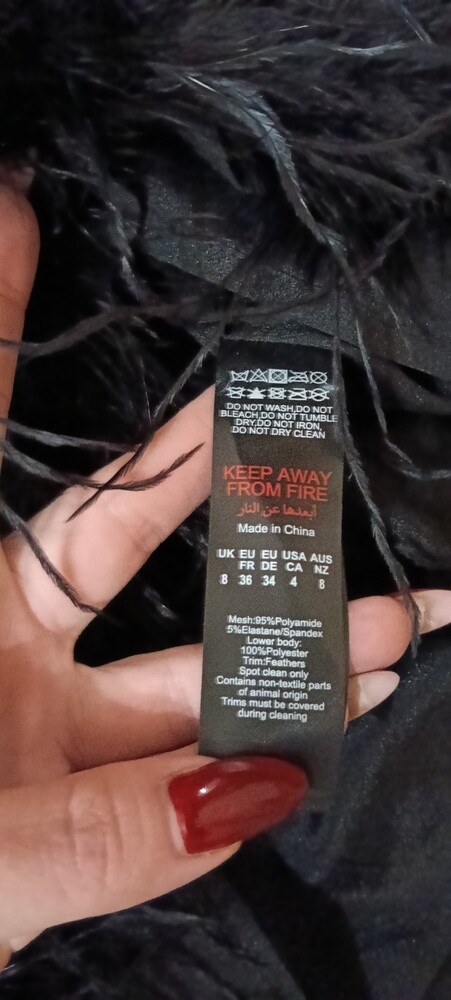 DO NOT WASH,DO NOT
BLEACH,DO NOT TUMBLE
DRY,DO NOT IRON,
DO NOT DRY CLEAN
KEEP AWAY
FROM FIRE
أبعدها عن النار
Made in China
UK EU EU USA AUS
FR DE CA NZ
8 36 34 4 8
Mesh:95%Polyamide
5%Elastane/Spandex
Lower body:
100%Polyester
Trim:Feathers
Spot clean only
Contains non-textile parts
of animal origin
Trims must be covered
during cleaning